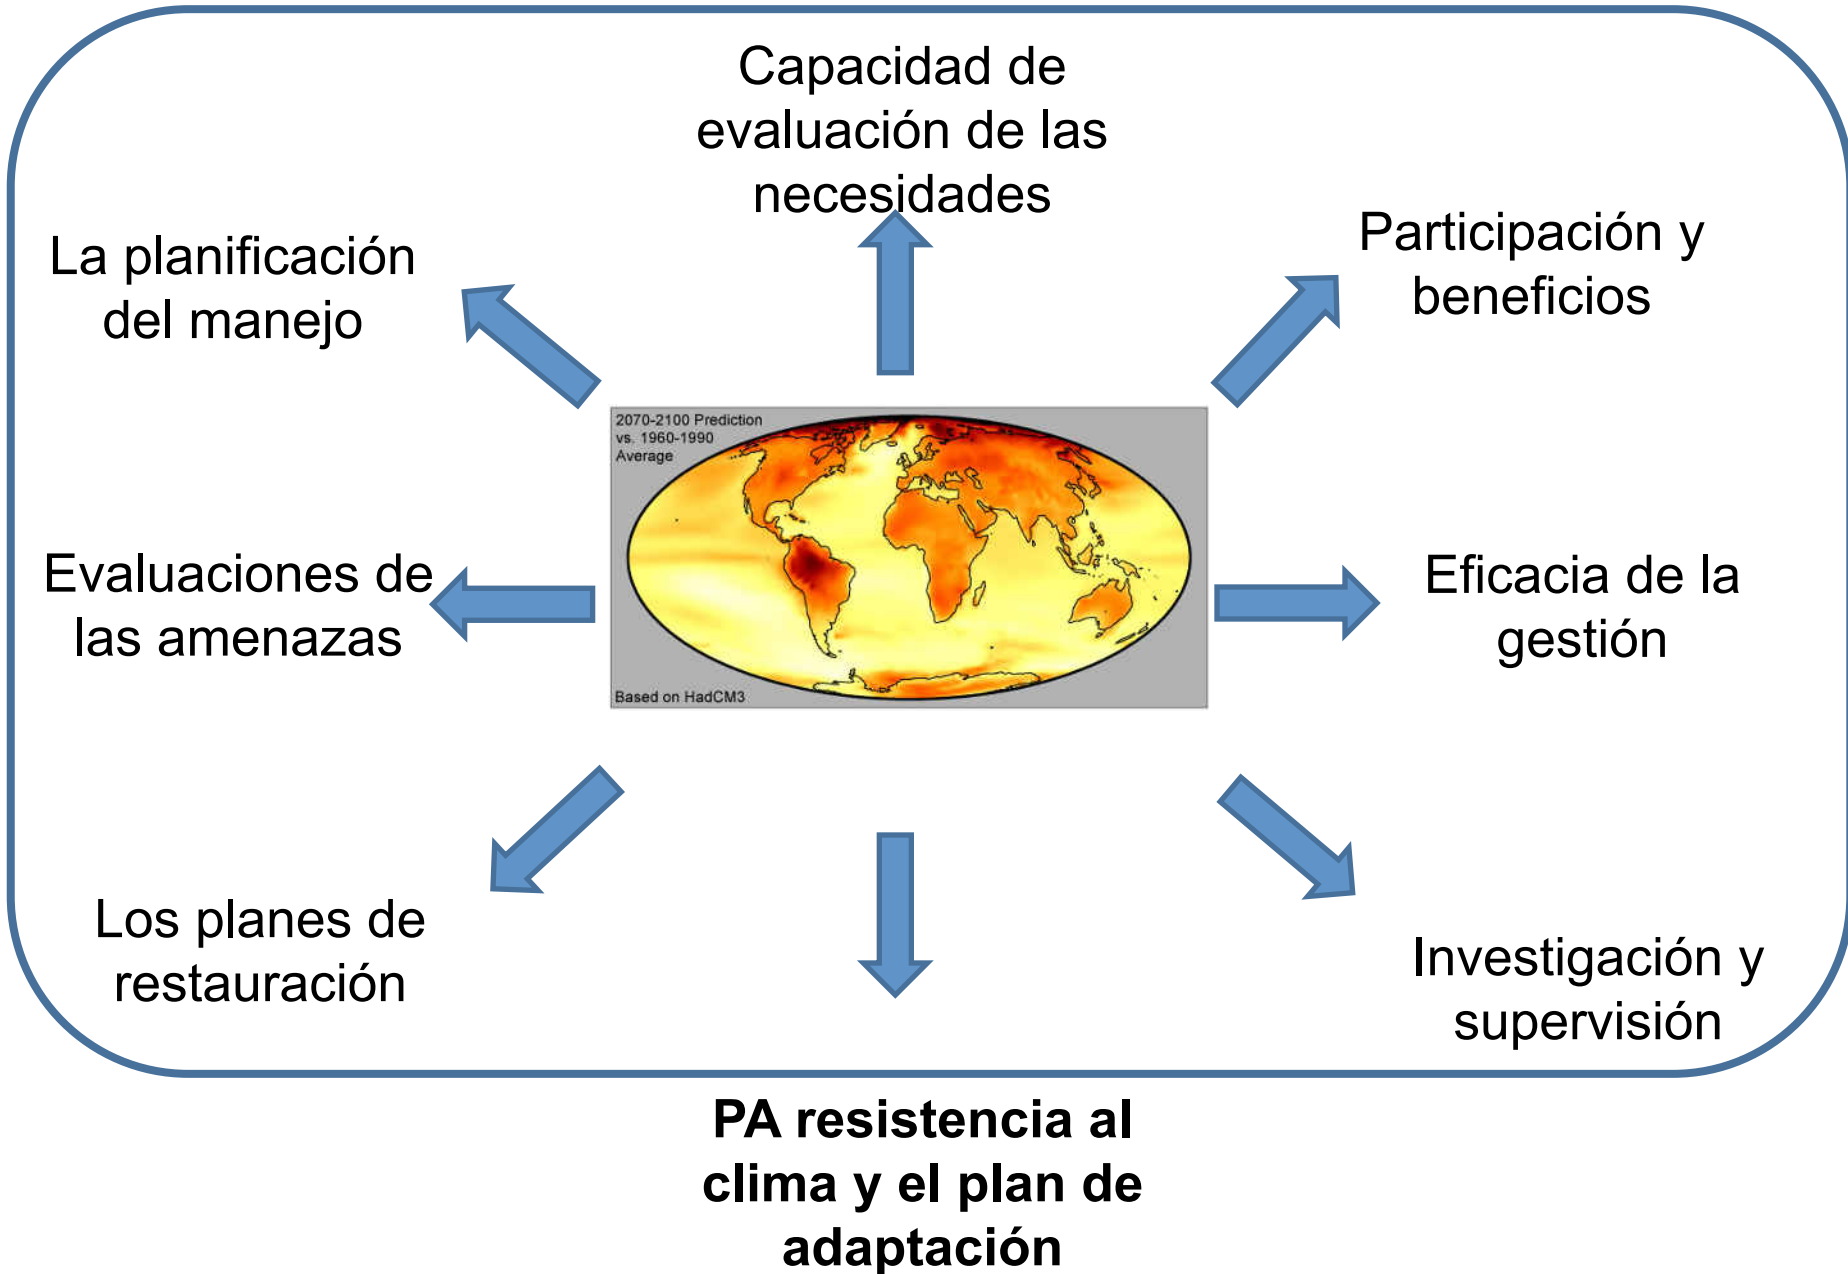 Capacidad de
evaluación de las
necesidades
La planificación
del manejo
Participación y
beneficios
2070-2100 Prediction
vs. 1960-1990
Average
Based on HadCM3
Evaluaciones de
las amenazas
Eficacia de la
gestión
Los planes de
restauración
Investigación y
supervisión
PA resistencia al
clima y el plan de
adaptación